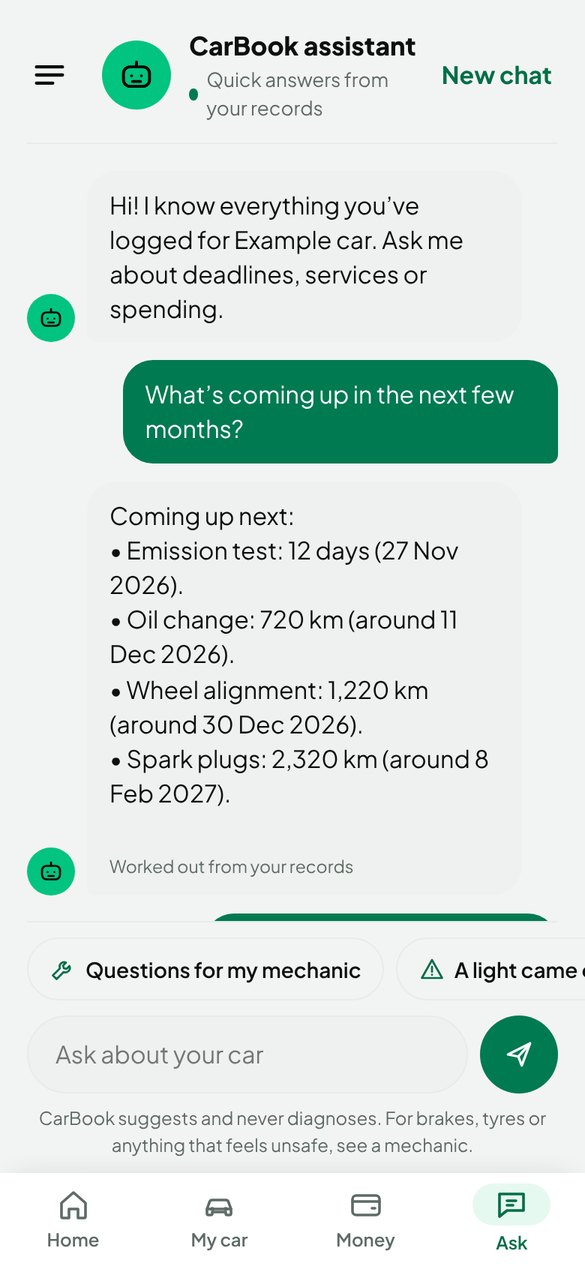 CarBook assistant
Quick answers from
your records
New chat
Hi! I know everything you’ve
logged for Example car. Ask me
about deadlines, services or
spending.
What’s coming up in the next few
months?
Coming up next:
• Emission test: 12 days (27 Nov
2026).
• Oil change: 720 km (around 11
Dec 2026).
• Wheel alignment: 1,220 km
(around 30 Dec 2026).
• Spark plugs: 2,320 km (around 8
Feb 2027).
Worked out from your records
Questions for my mechanic
A light came
Ask about your car
CarBook suggests and never diagnoses. For brakes, tyres or
anything that feels unsafe, see a mechanic.
Home
My car
Money
Ask